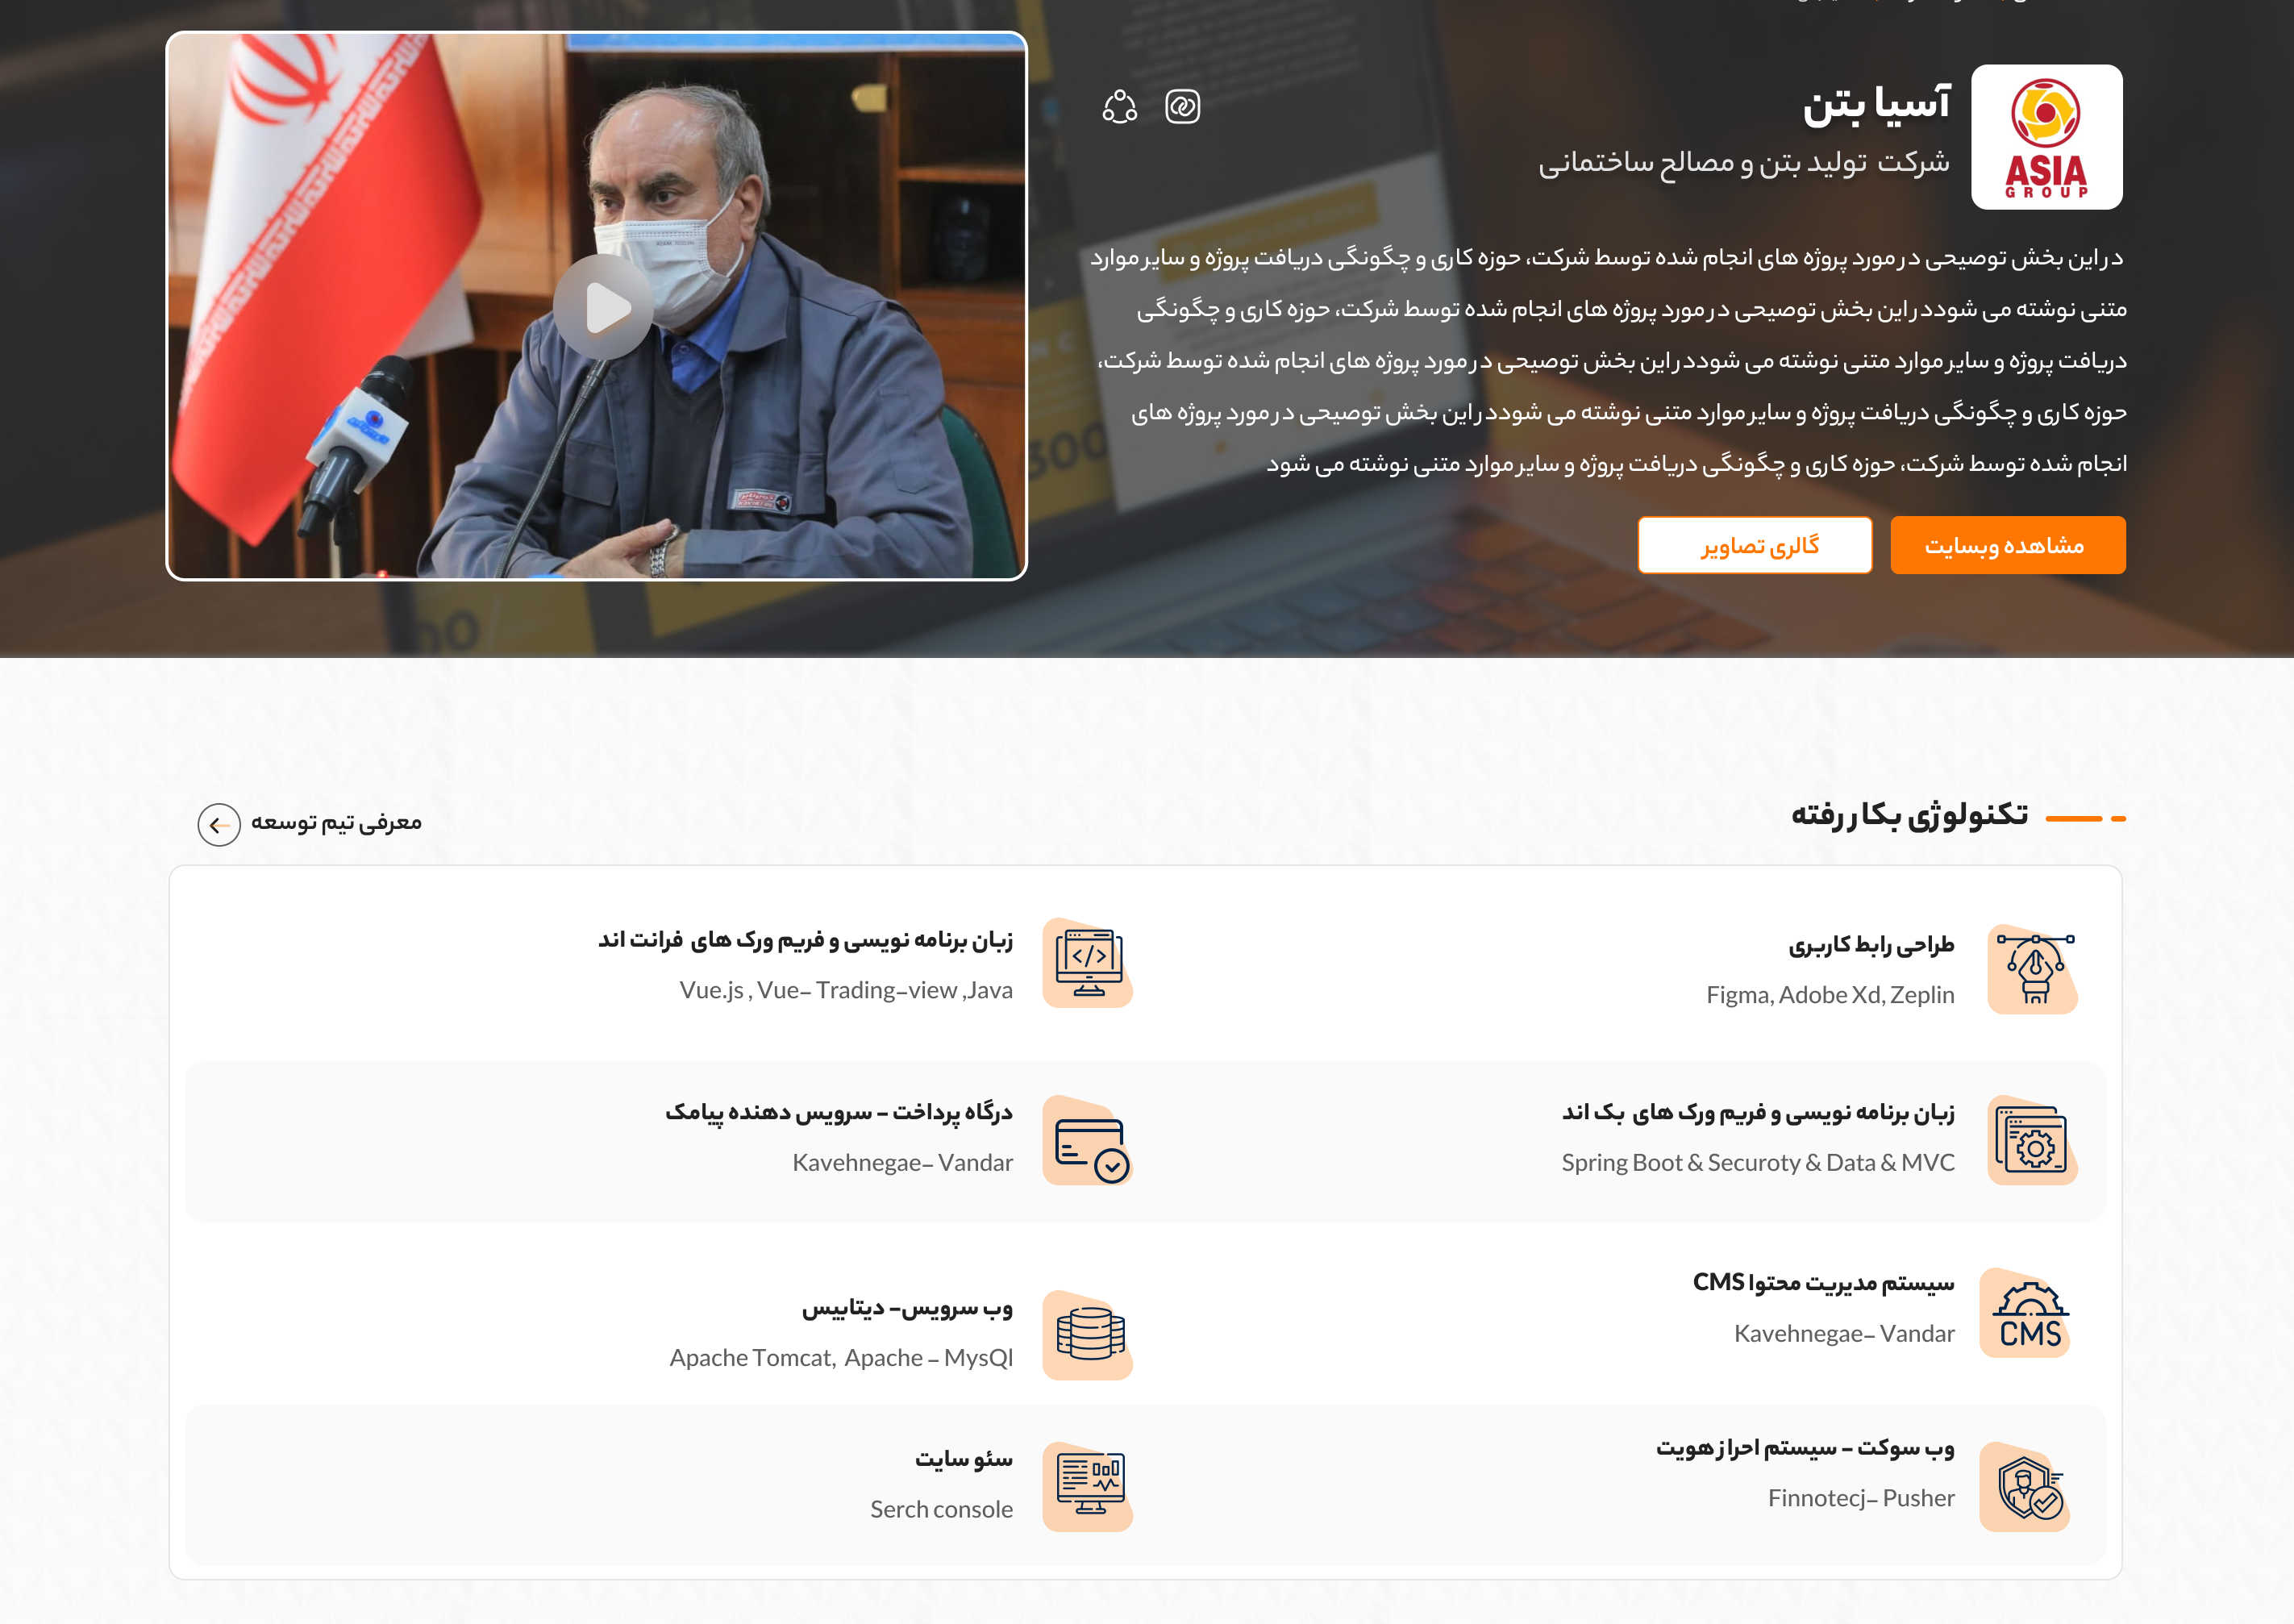 آسیا بتن
شرکت تولید بتن و مصالح ساختمانی
ASIA
GROUP
در این بخش توصیحی در مورد پروژه های انجام شده توسط شرکت، حوزه کاری و چگونگی دریافت پروژه و سایر موارد
متنی نوشته می شوددر این بخش توصیحی در مورد پروژه های انجام شده توسط شرکت، حوزه کاری و چگونگی
دریافت پروژه و سایر موارد متنی نوشته می شوددر این بخش توصیحی در مورد پروژه های انجام شده توسط شرکت،
حوزه کاری و چگونگی دریافت پروژه و سایر موارد متنی نوشته می شوددر این بخش توصیحی در مورد پروژه های
انجام شده توسط شرکت، حوزه کاری و چگونگی دریافت پروژه و سایر موارد متنی نوشته می شود
مشاهده وبسایت
گالری تصاویر
300
تکنولوژی بکار رفته
معرفی تیم توسعه
طراحی رابط کاربری
Figma, Adobe Xd, Zeplin
زبان برنامه نویسی و فریم ورک های فرانت اند
Vue.js , Vue- Trading-view ,Java
زبان برنامه نویسی و فریم ورک های بک اند
Spring Boot & Securoty & Data & MVC
درگاه پرداخت - سرویس دهنده پیامک
Kavehnegae- Vandar
سیستم مدیریت محتوا CMS
Kavehnegae- Vandar
CMS
وب سرویس- دیتابیس
Apache Tomcat, Apache - MysQl
وب سوکت - سیستم احراز هویت
Finnotecj- Pusher
سئو سایت
Serch console